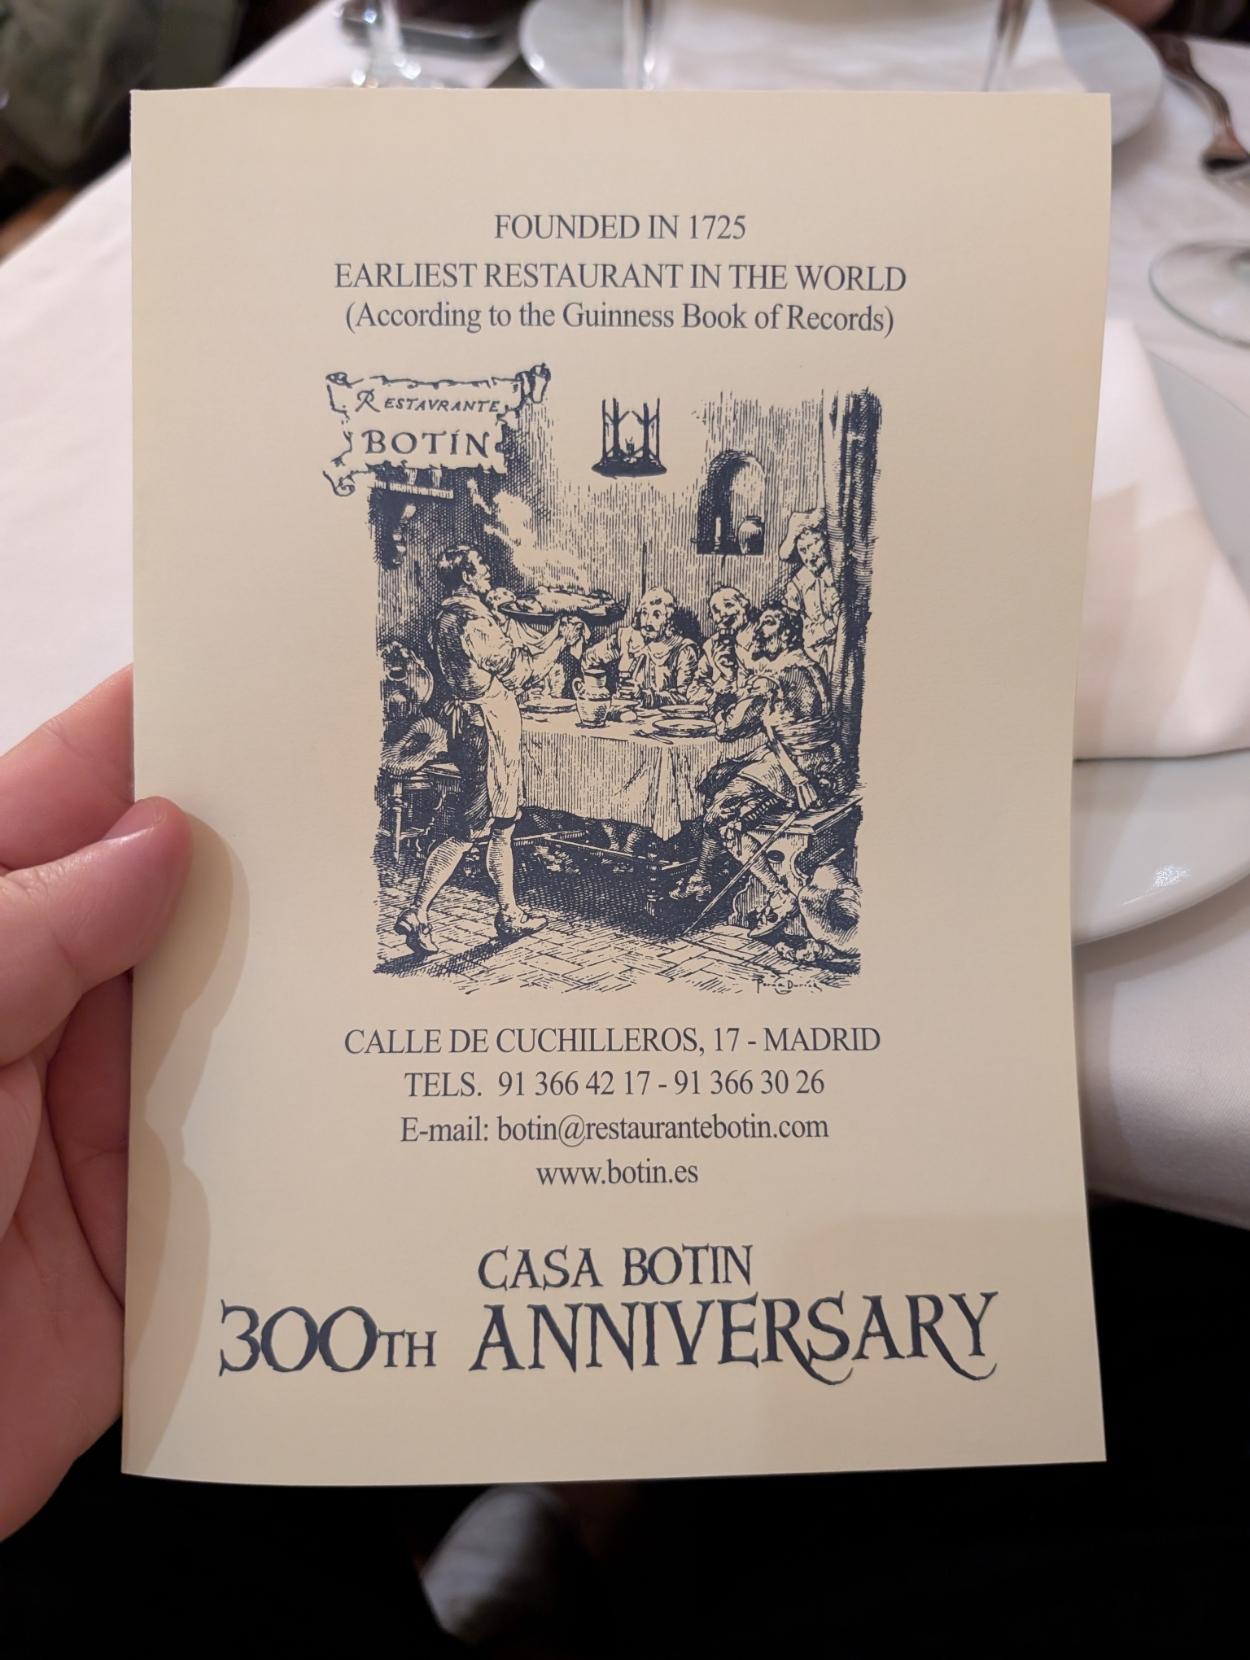 FOUNDED IN 1725
EARLIEST RESTAURANT IN THE WORLD
(According to the Guinness Book of Records)
RESTAVRANTE
BOTÍN
CALLE DE CUCHILLEROS, 17 - MADRID
TELS. 91 366 42 17 - 91 366 30 26
E-mail: botin@restaurantebotin.com
www.botin.es
CASA BOTIN
300TH ANNIVERSARY